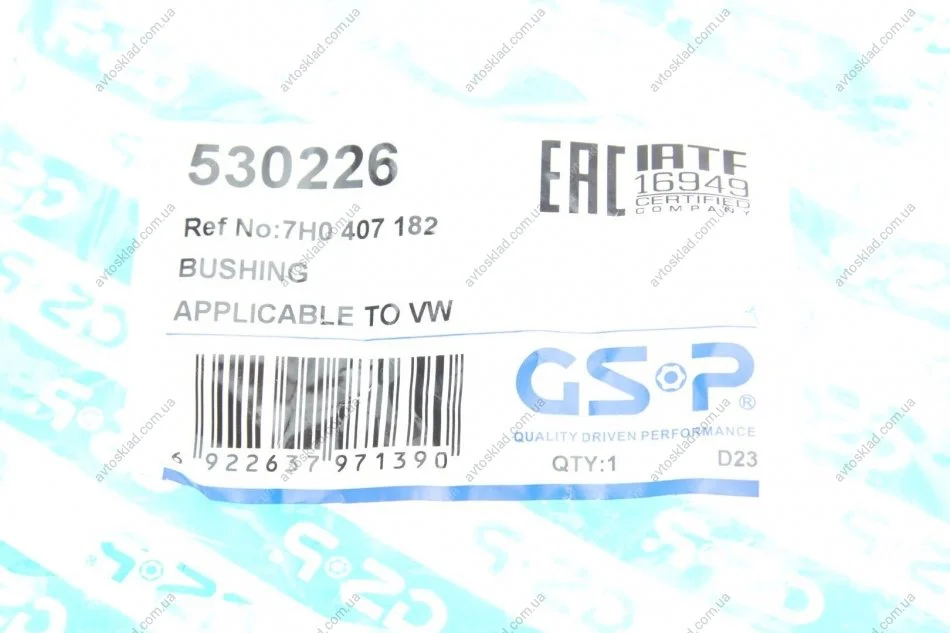 530226
Ref No:7H0 407 182
BUSHING
APPLICABLE TO VW
EAC
IATF
16949
CERTIFIED
COMPANY
6 922637 971390
GSP®
QUALITY DRIVEN PERFORMANCE
QTY:1 D23
avtosklad.com.ua